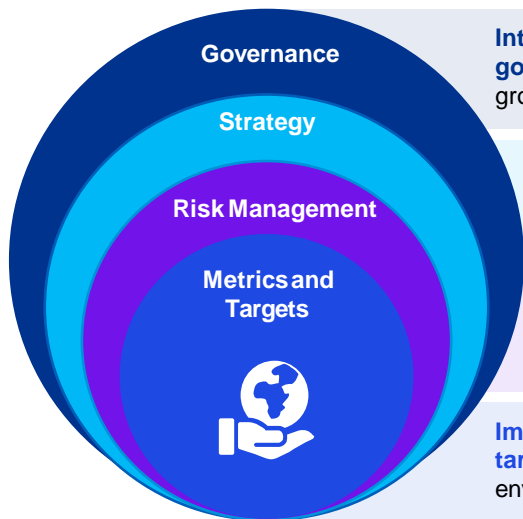 Governance
Strategy
Risk Management
Metrics and
Targets
Int
go
gro
Im
tar
env